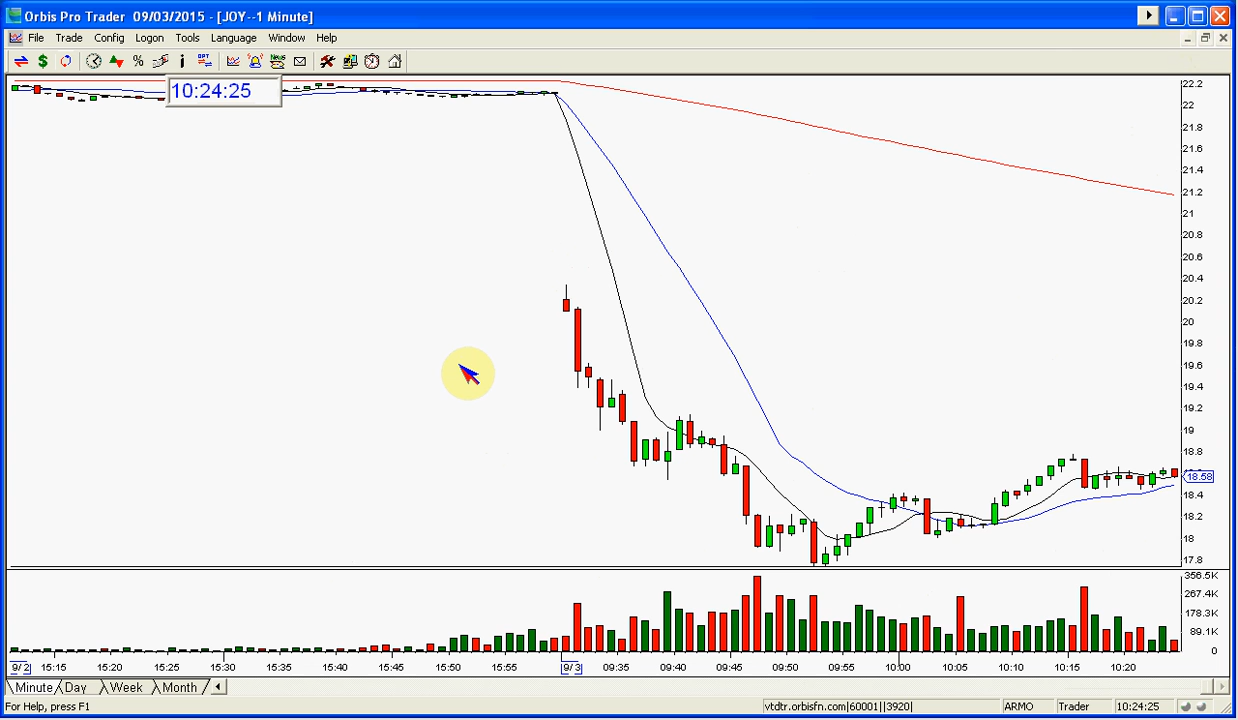 Orbis Pro Trader 09/03/2015 - [JOY--1 Minute]
File Trade Config Logon Tools Language Window Help
10:24:25
22.2
22
21.8
21.6
21.4
21.2
21
20.8
20.6
20.4
20.2
20
19.8
19.6
19.4
19.2
19
18.8
18.58
18.4
18.2
18
17.8
356.5K
267.4K
178.3K
89.1K
0
9/2 15:15 15:20 15:25 15:30 15:35 15:40 15:45 15:50 15:55 9/3 09:35 09:40 09:45 09:50 09:55 10:00 10:05 10:10 10:15 10:20
Minute Day Week Month
For Help, press F1 vtdtr.orbisfn.com|60001||3920| ARMO Trader 10:24:25